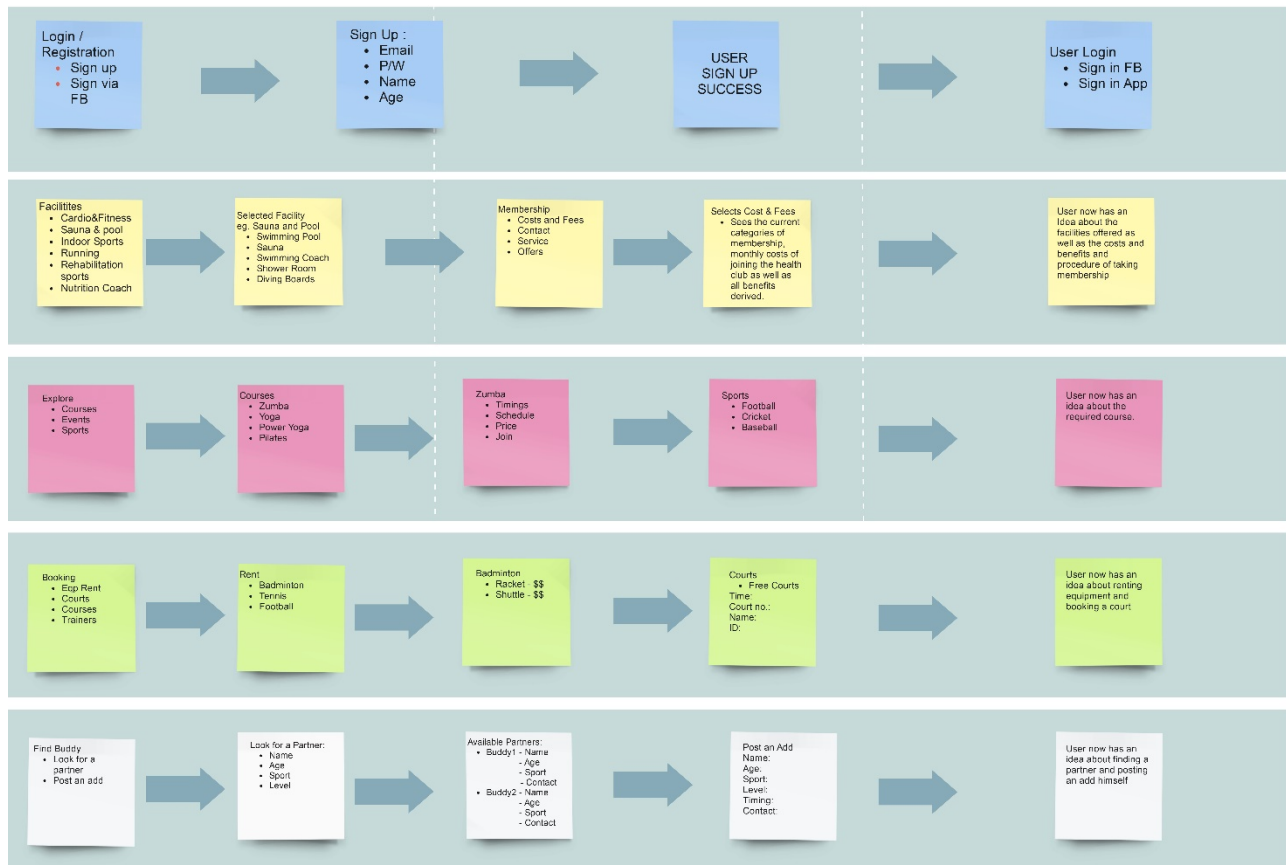 Login /
Registration
• Sign up
• Sign via
FB
Sign Up :
• Email
• P/W
• Name
• Age
USER
SIGN UP
SUCCESS
User Login
• Sign in FB
• Sign in App
Facilitites
• Cardio&Fitness
• Sauna & pool
• Indoor Sports
• Running
• Rehabilitation
sports
• Nutrition Coach
Selected Facility
eg. Sauna and Pool
• Swimming Pool
• Sauna
• Swimming Coach
• Shower Room
• Diving Boards
Membership
• Costs and Fees
• Contact
• Service
• Offers
Selects Cost & Fees
• Sees the current
categories of
membership,
monthly costs of
joining the health
club as well as
all benefits
derived.
User now has an
Idea about the
facilities offered as
well as the costs and
benefits and
procedure of taking
membership
Explore
• Courses
• Events
• Sports
Courses
• Zumba
• Yoga
• Power Yoga
• Pilates
Zumba
• Timings
• Schedule
• Price
• Join
Sports
• Football
• Cricket
• Baseball
User now has an
idea about the
required course.
Booking
• Eqp Rent
• Courts
• Courses
• Trainers
Rent
• Badminton
• Tennis
• Football
Badminton
• Racket - $$
• Shuttle - $$
Courts
• Free Courts
Time:
Court no.:
Name:
ID:
User now has an
idea about renting
equipment and
booking a court
Find Buddy
• Look for a
partner
• Post an add
Look for a Partner:
• Name
• Age
• Sport
• Level
Available Partners:
• Buddy1 - Name
- Age
- Sport
- Contact
• Buddy2 - Name
- Age
- Sport
- Contact
Post an Add
Name:
Age:
Sport:
Level:
Timing:
Contact:
User now has an
idea about finding a
partner and posting
an add himself